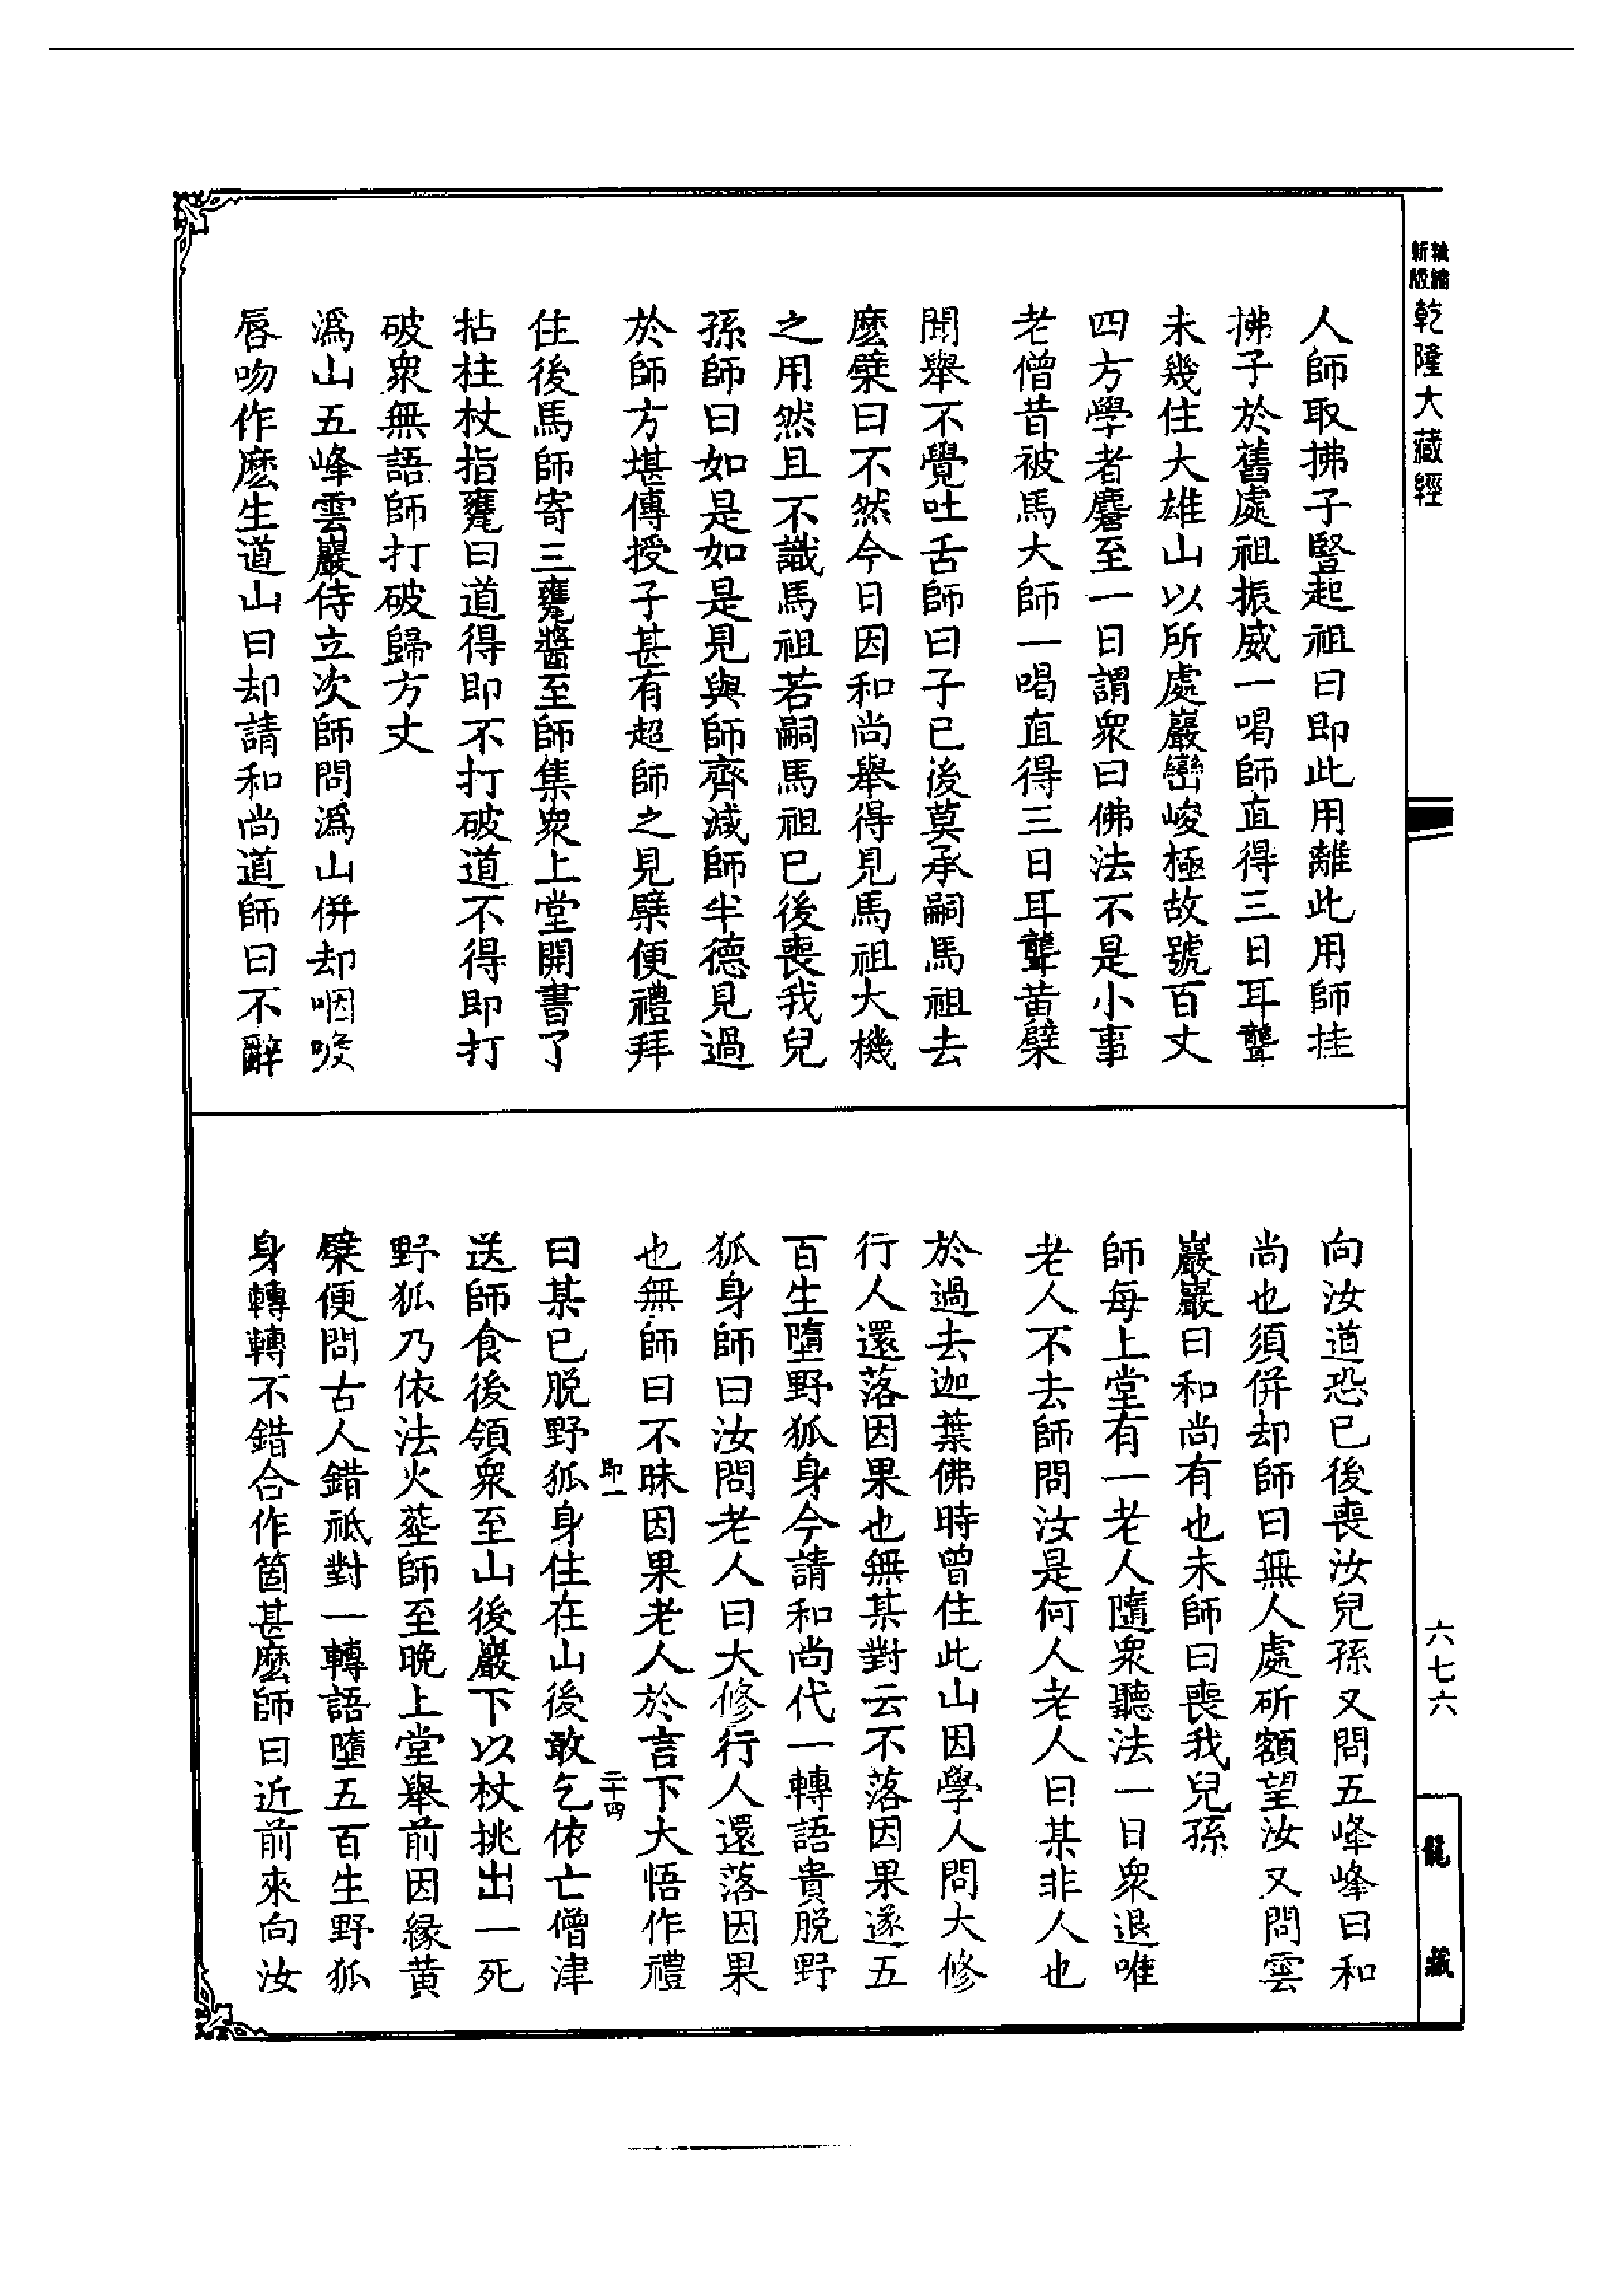 新縮版 乾隆大藏經
人師取拂子豎起祖曰即此用離此用師挂
拂子於舊處祖振威一喝師直得三日耳聾
未幾住大雄山以所處巖巒峻極故號百丈
四方學者麏至一日謂衆曰佛法不是小事
老僧昔被馬大師一喝直得三日耳聾黃檗
聞舉不覺吐舌師曰子已後莫承嗣馬祖去
麽檗曰不然今日因和尚舉得見馬祖大機
之用然且不識馬祖若嗣馬祖已後喪我兒
孫師曰如是如是見與師齊減師半德見過
於師方堪傳授子甚有超師之見檗便禮拜
住後馬師寄三甕醬至師集衆上堂開書了
拈柱杖指甕曰道得即不打破道不得即打
破衆無語師打破歸方丈
溈山五峰雲巖侍立次師問溈山併却咽喉
唇吻作麽生道山曰却請和尚道師曰不辭
向汝道恐已後喪汝兒孫又問五峰峰曰和
尚也須併却師曰無人處斫額望汝又問雲
巖巖曰和尚有也未師曰喪我兒孫
師每上堂有一老人隨衆聽法一日衆退唯
老人不去師問汝是何人老人曰某非人也
於過去迦葉佛時曾住此山因學人問大修
行人還落因果也無某對云不落因果遂五
百生墮野狐身今請和尚代一轉語貴脫野
狐身師曰汝問老人曰大修行人還落因果
也無師曰不昧因果老人於言下大悟作禮
即一
二十四
曰某已脫野狐身住在山後敢乞依亡僧津
送師食後領衆至山後巖下以杖挑出一死
野狐乃依法火塟師至晚上堂舉前因緣黃
檗便問古人錯祇對一轉語墮五百生野狐
身轉轉不錯合作箇甚麽師曰近前來向汝
六七六
龍藏